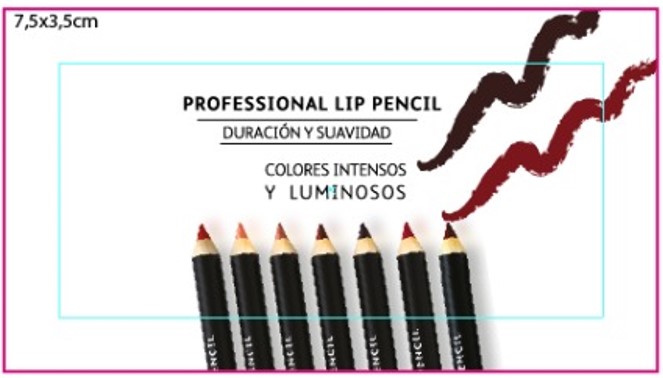 7,5x3,5cm
PROFESSIONAL LIP PENCIL
DURACIÓN Y SUAVIDAD
COLORES INTENSOS
Y LUMINOSOS